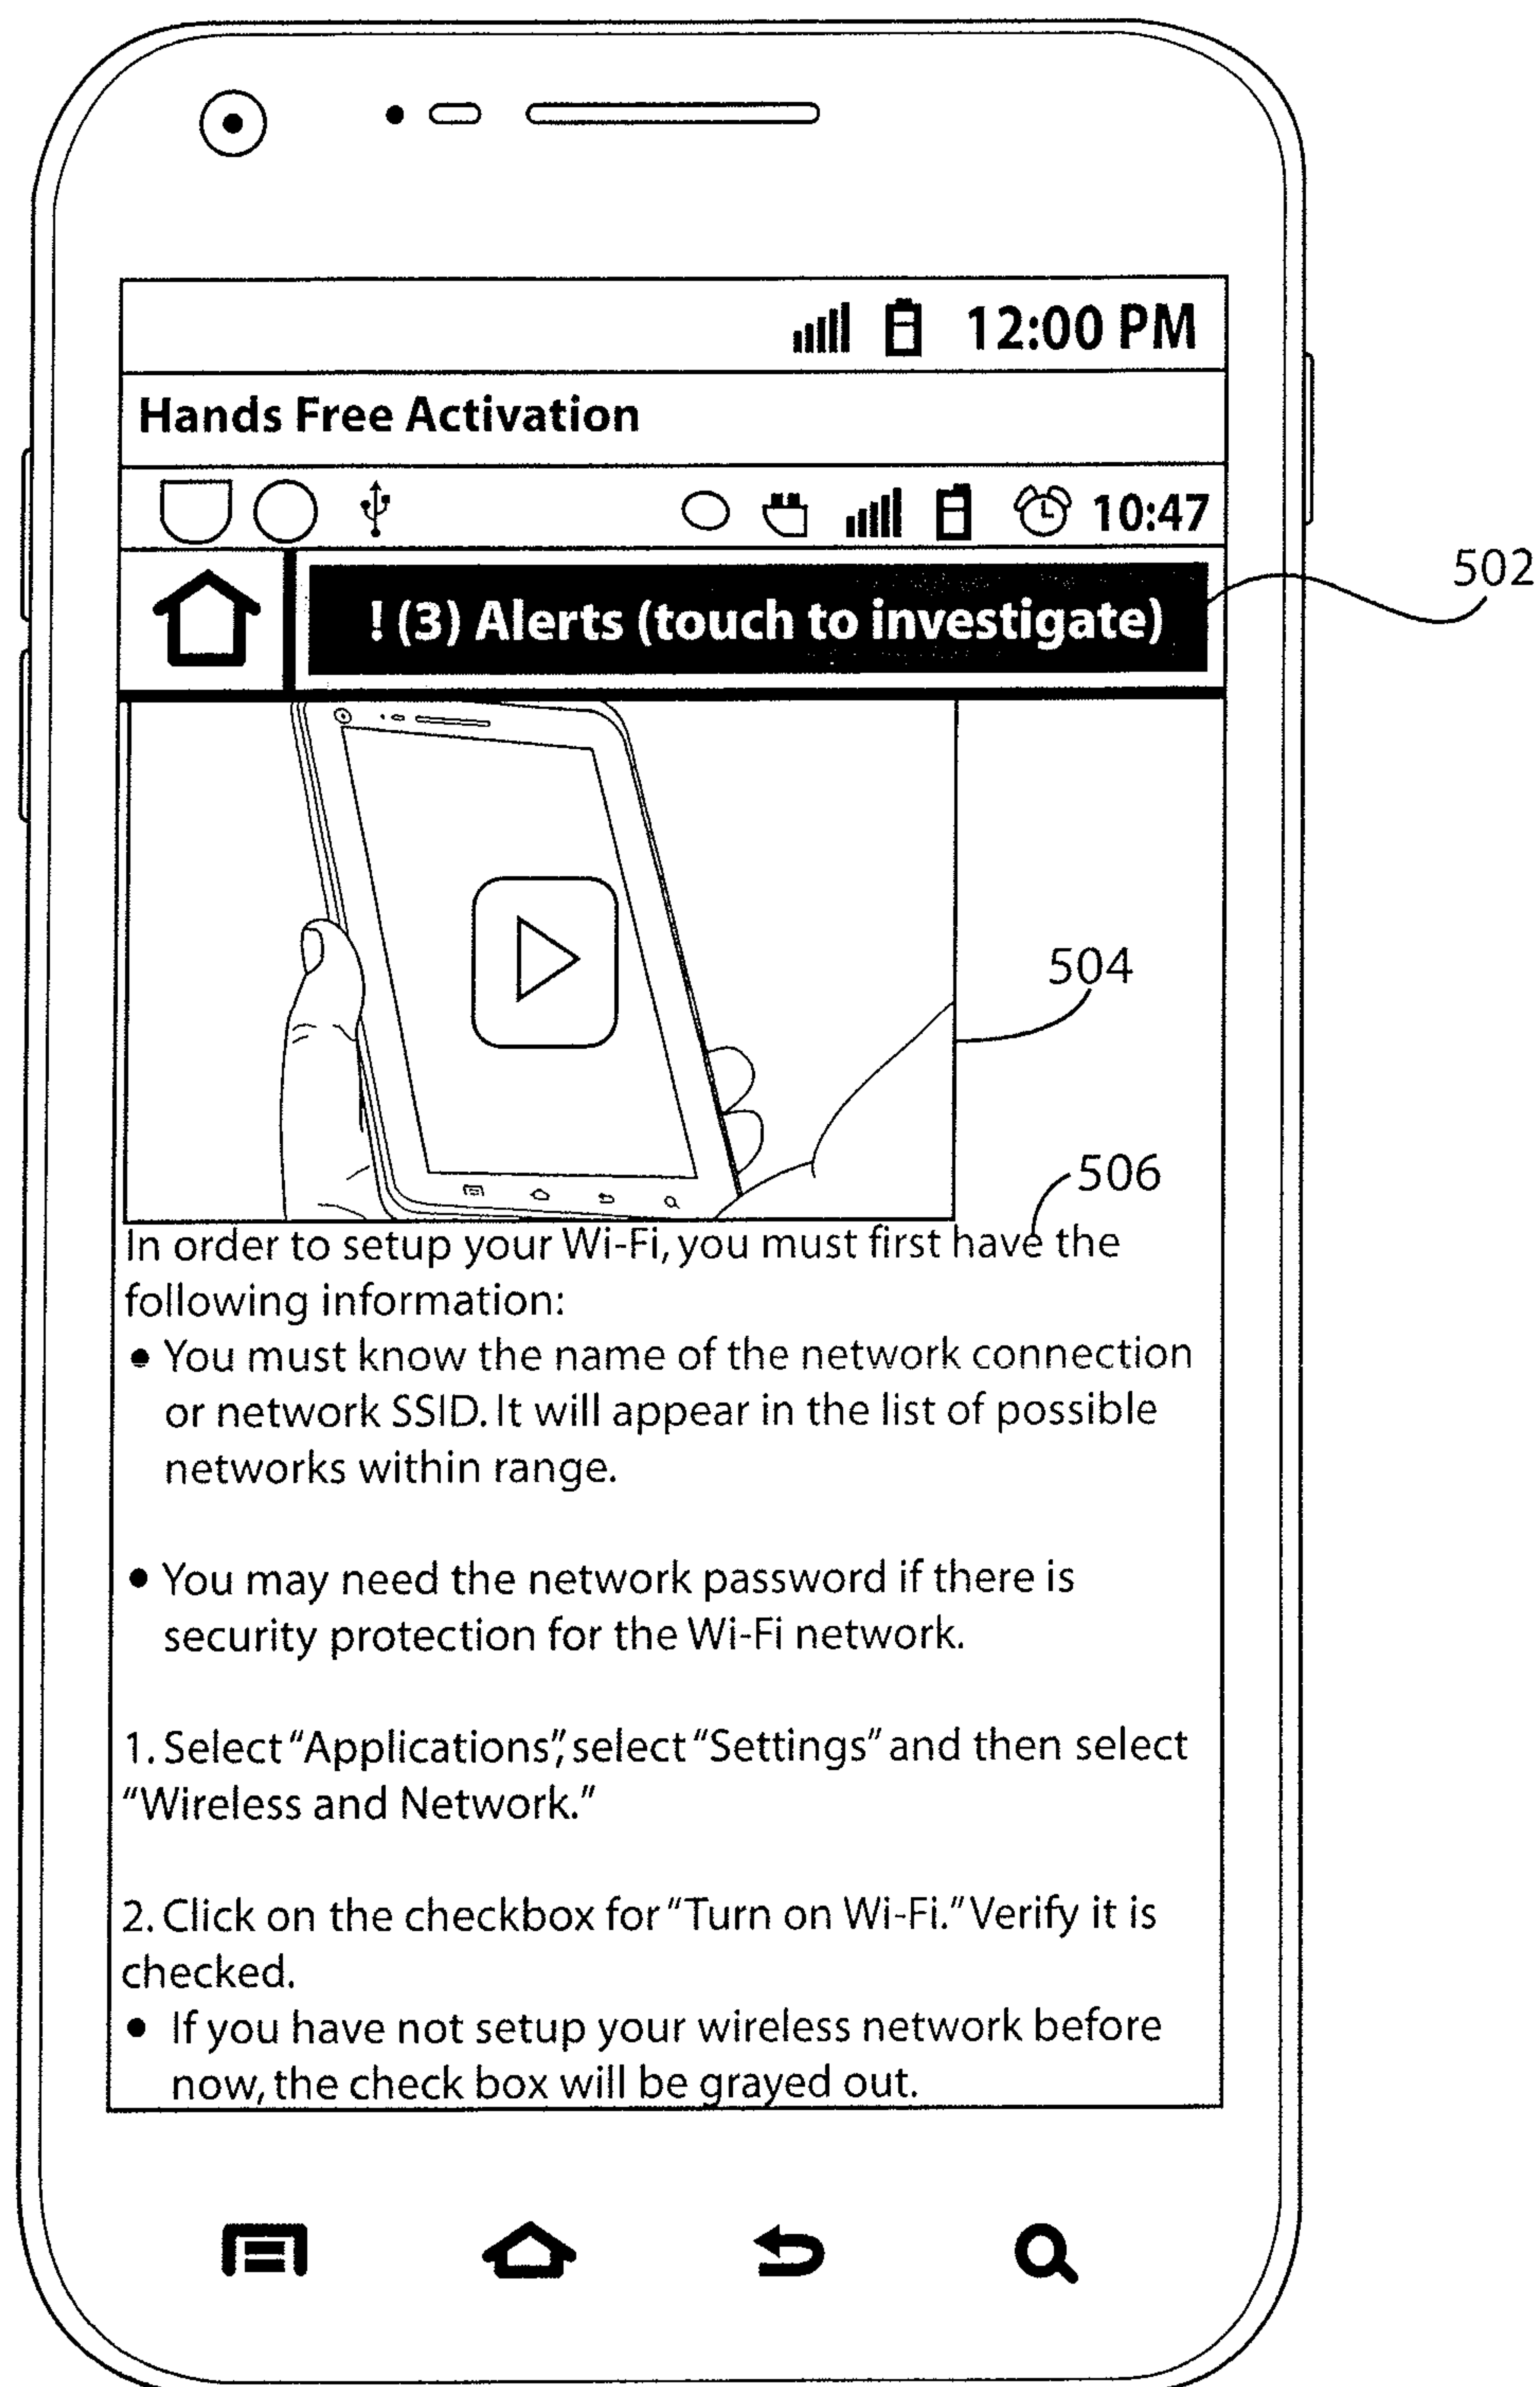 12:00 PM
Hands Free Activation
10:47
! (3) Alerts (touch to investigate)
502
504
506
In order to setup your Wi-Fi, you must first have the
following information:
• You must know the name of the network connection
or network SSID. It will appear in the list of possible
networks within range.
• You may need the network password if there is
security protection for the Wi-Fi network.
1. Select “Applications”, select “Settings” and then select
“Wireless and Network.”
2. Click on the checkbox for “Turn on Wi-Fi.” Verify it is
checked.
• If you have not setup your wireless network before
now, the check box will be grayed out.